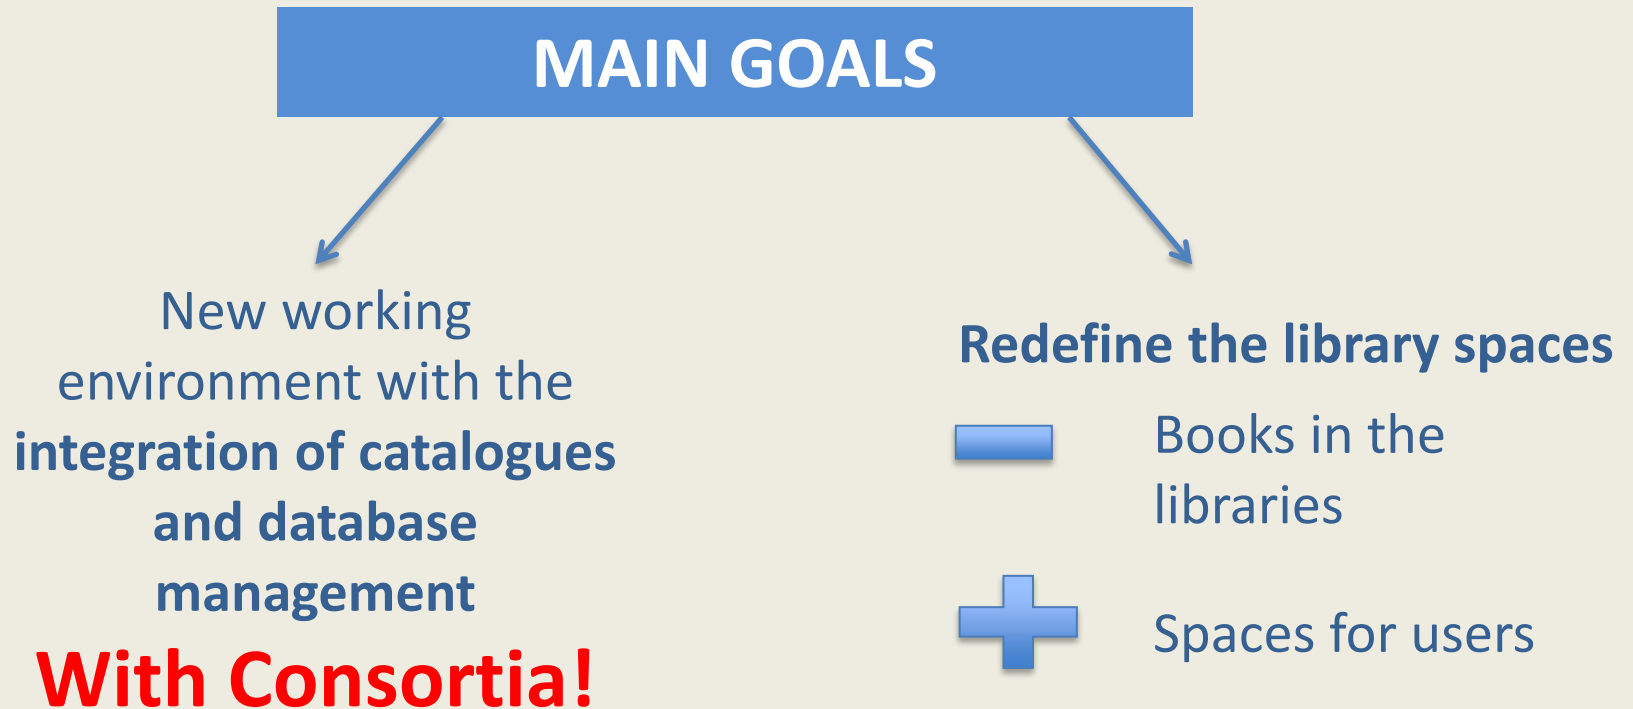 MAIN GOALS
New working
environment with the
integration of catalogues
and database
management
With Consortia!
Redefine the library spaces
Books in the
libraries
Spaces for users